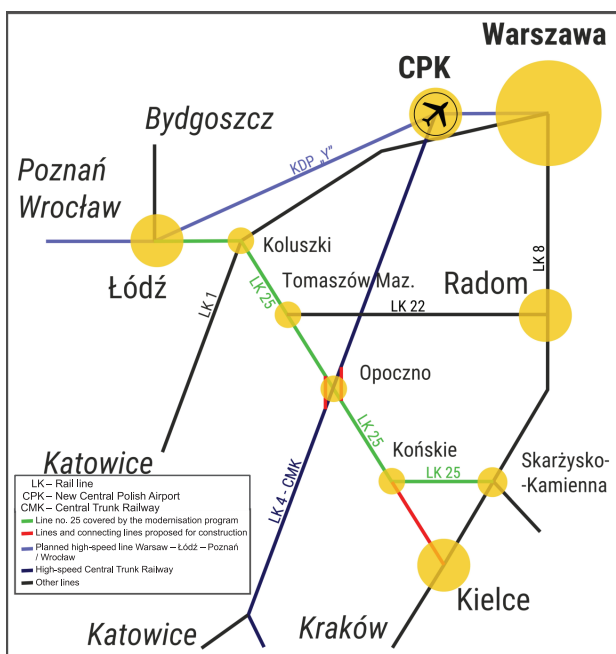 Warszawa
CPK
Bydgoszcz
Poznań
Wrocław
KDP „Y”
Koluszki
Łódź
Tomaszów Maz.
Radom
LK 8
LK 1
LK 25
LK 22
Opoczno
LK 25
Końskie
LK 25
Skarżysko-
-Kamienna
Katowice
LK 4 - CMK
LK – Rail line
CPK – New Central Polish Airport
CMK – Central Trunk Railway
Line no. 25 covered by the modernisation program
Lines and connecting lines proposed for construction
Planned high-speed line Warsaw – Łódź – Poznań
/ Wrocław
High-speed Central Trunk Railway
Other lines
Kielce
Katowice
Kraków